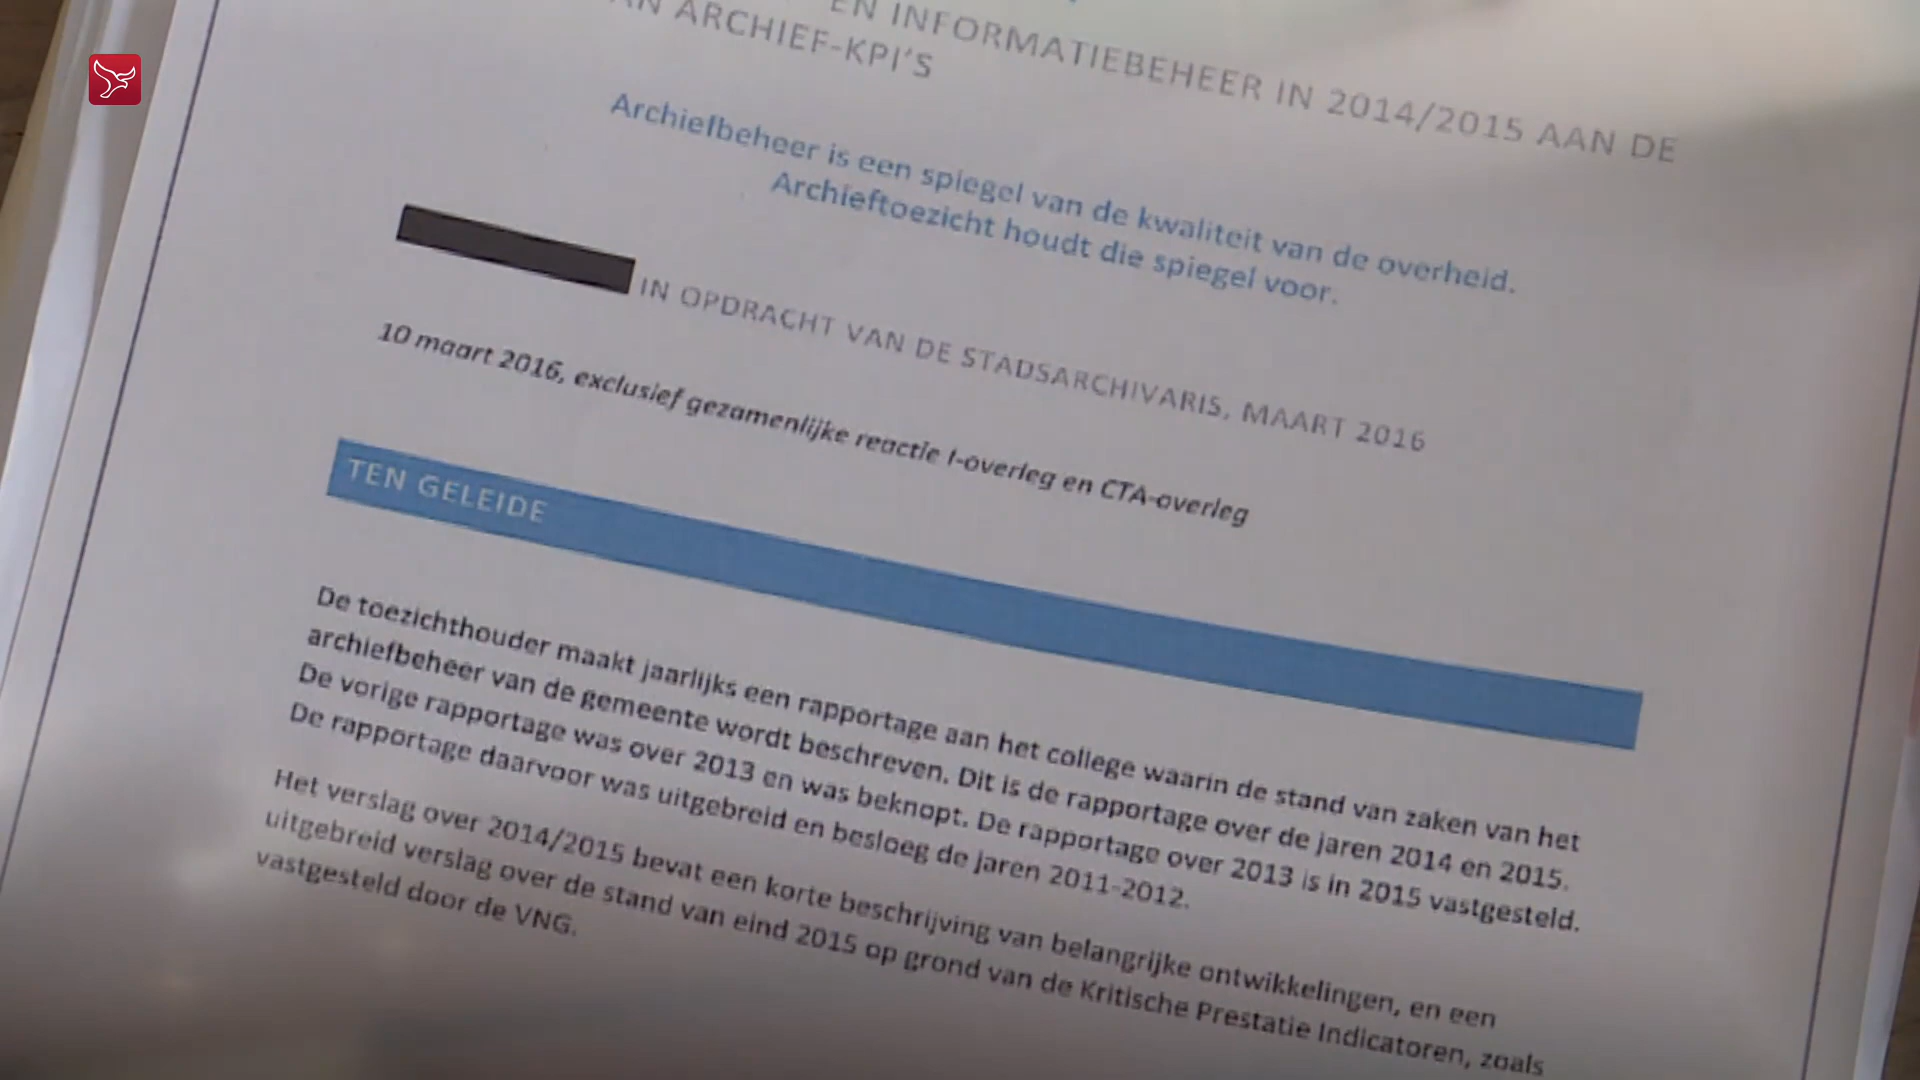 EN INFORMATIEBEHEER IN 2014/2015 AAN DE
ARCHIEF-KPI'S
Archiefbeheer is een spiegel van de kwaliteit van de overheid.
Archieftoezicht houdt die spiegel voor.
IN OPDRACHT VAN DE STADSARCHIVARIS, MAART 2016
10 maart 2016, exclusief gezamenlijke reactie I-overleg en CTA-overleg
TEN GELEIDE
De toezichthouder maakt jaarlijks een rapportage aan het college waarin de stand van zaken van het
archiefbeheer van de gemeente wordt beschreven. Dit is de rapportage over de jaren 2014 en 2015.
De vorige rapportage was over 2013 en was beknopt. De rapportage over 2013 is in 2015 vastgesteld.
De rapportage daarvoor was uitgebreid en besloeg de jaren 2011-2012.
Het verslag over 2014/2015 bevat een korte beschrijving van belangrijke ontwikkelingen, en een
uitgebreid verslag over de stand van eind 2015 op grond van de Kritische Prestatie Indicatoren, zoals
vastgesteld door de VNG.